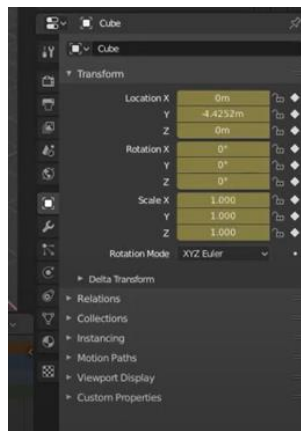 Cube
Cube
Transform
Location X 0m
Y -4.4252m
Z 0m
Rotation X 0°
Y 0°
Z 0°
Scale X 1.000
Y 1.000
Z 1.000
Rotation Mode XYZ Euler
Delta Transform
Relations
Collections
Instancing
Motion Paths
Viewport Display
Custom Properties